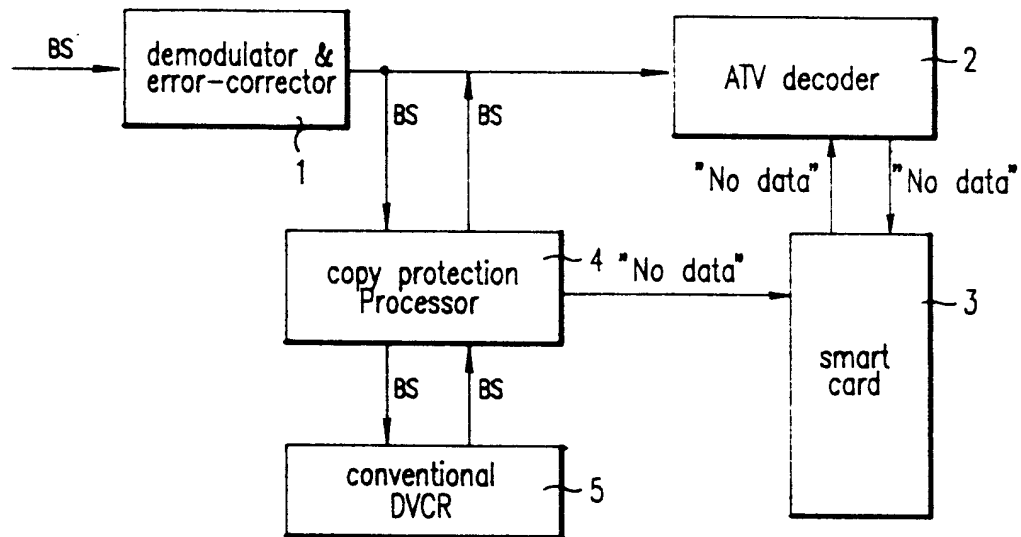 BS
demodulator &
error-corrector
1
ATV decoder
2
BS
BS
"No data"
"No data"
copy protection
Processor
4
"No data"
3
smart
card
BS
BS
conventional
DVCR
5